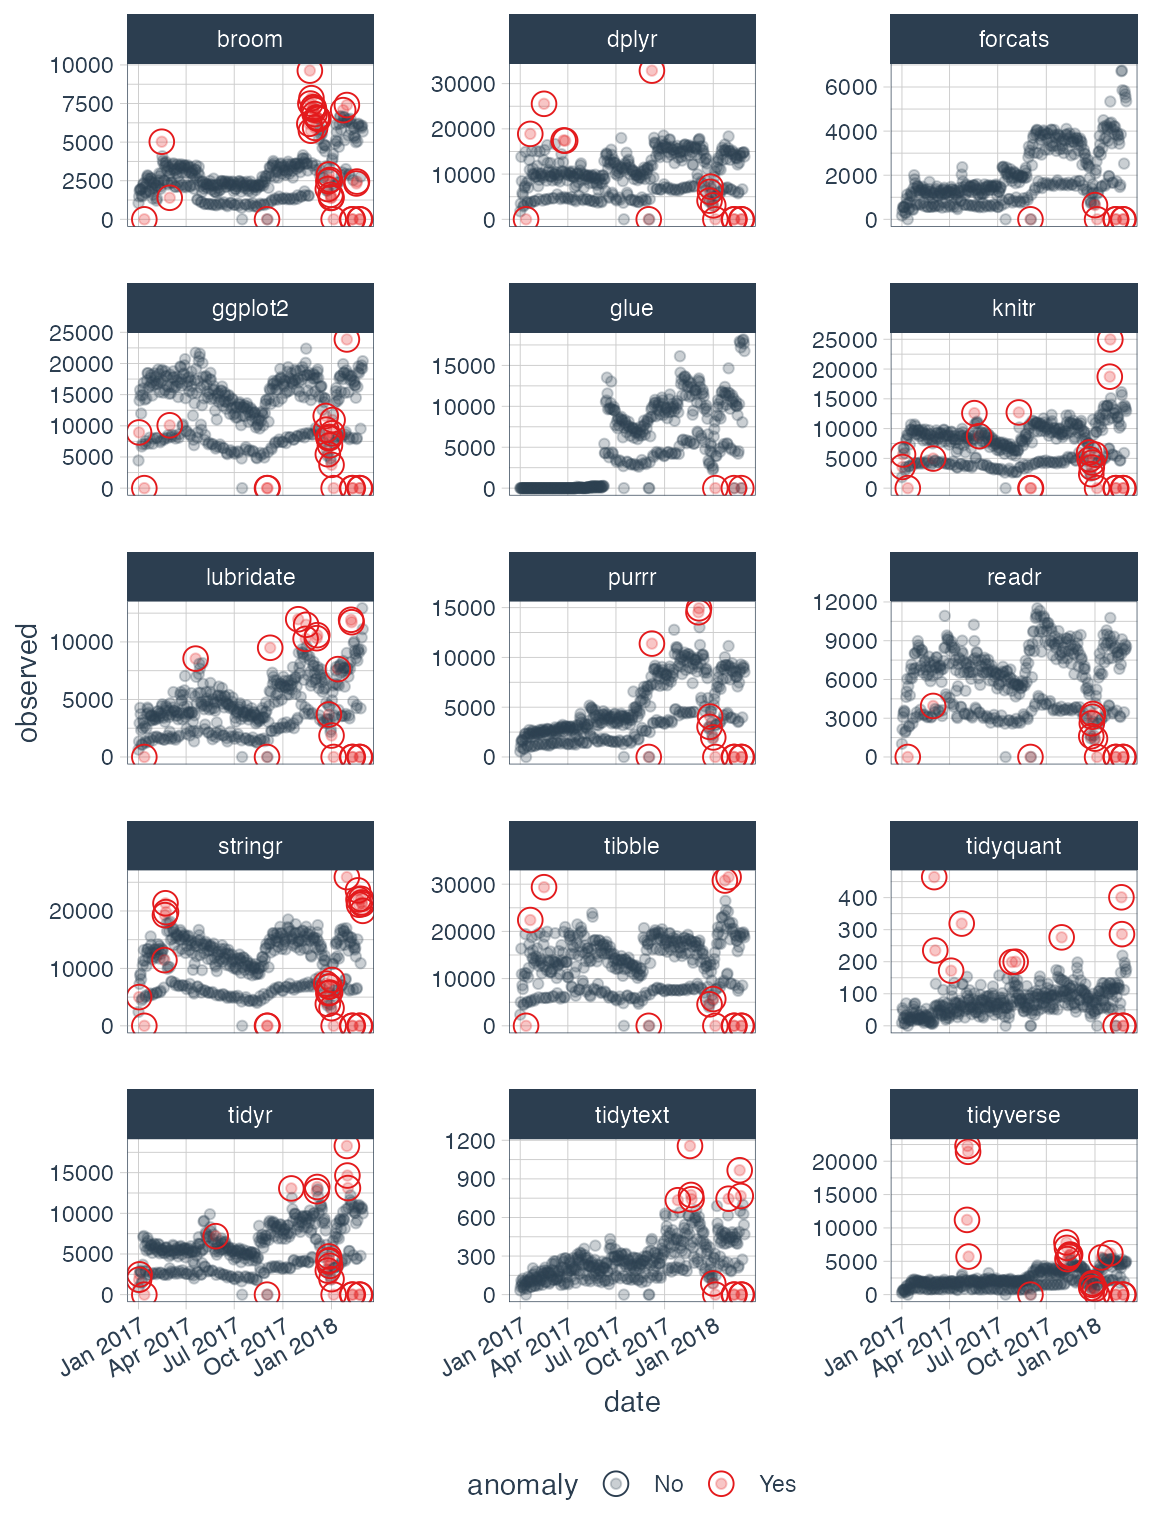 broom
dplyr
forcats
10000
7500
5000
2500
0
30000
20000
10000
0
6000
4000
2000
0
ggplot2
glue
knitr
25000
20000
15000
10000
5000
0
15000
10000
5000
0
25000
20000
15000
10000
5000
0
lubridate
purrr
readr
10000
5000
0
15000
10000
5000
0
12000
9000
6000
3000
0
observed
stringr
tibble
tidyquant
20000
10000
0
30000
20000
10000
0
400
300
200
100
0
tidyr
tidytext
tidyverse
15000
10000
5000
0
1200
900
600
300
0
20000
15000
10000
5000
0
Jan 2017
Apr 2017
Jul 2017
Oct 2017
Jan 2018
Jan 2017
Apr 2017
Jul 2017
Oct 2017
Jan 2018
Jan 2017
Apr 2017
Jul 2017
Oct 2017
Jan 2018
date
anomaly No Yes